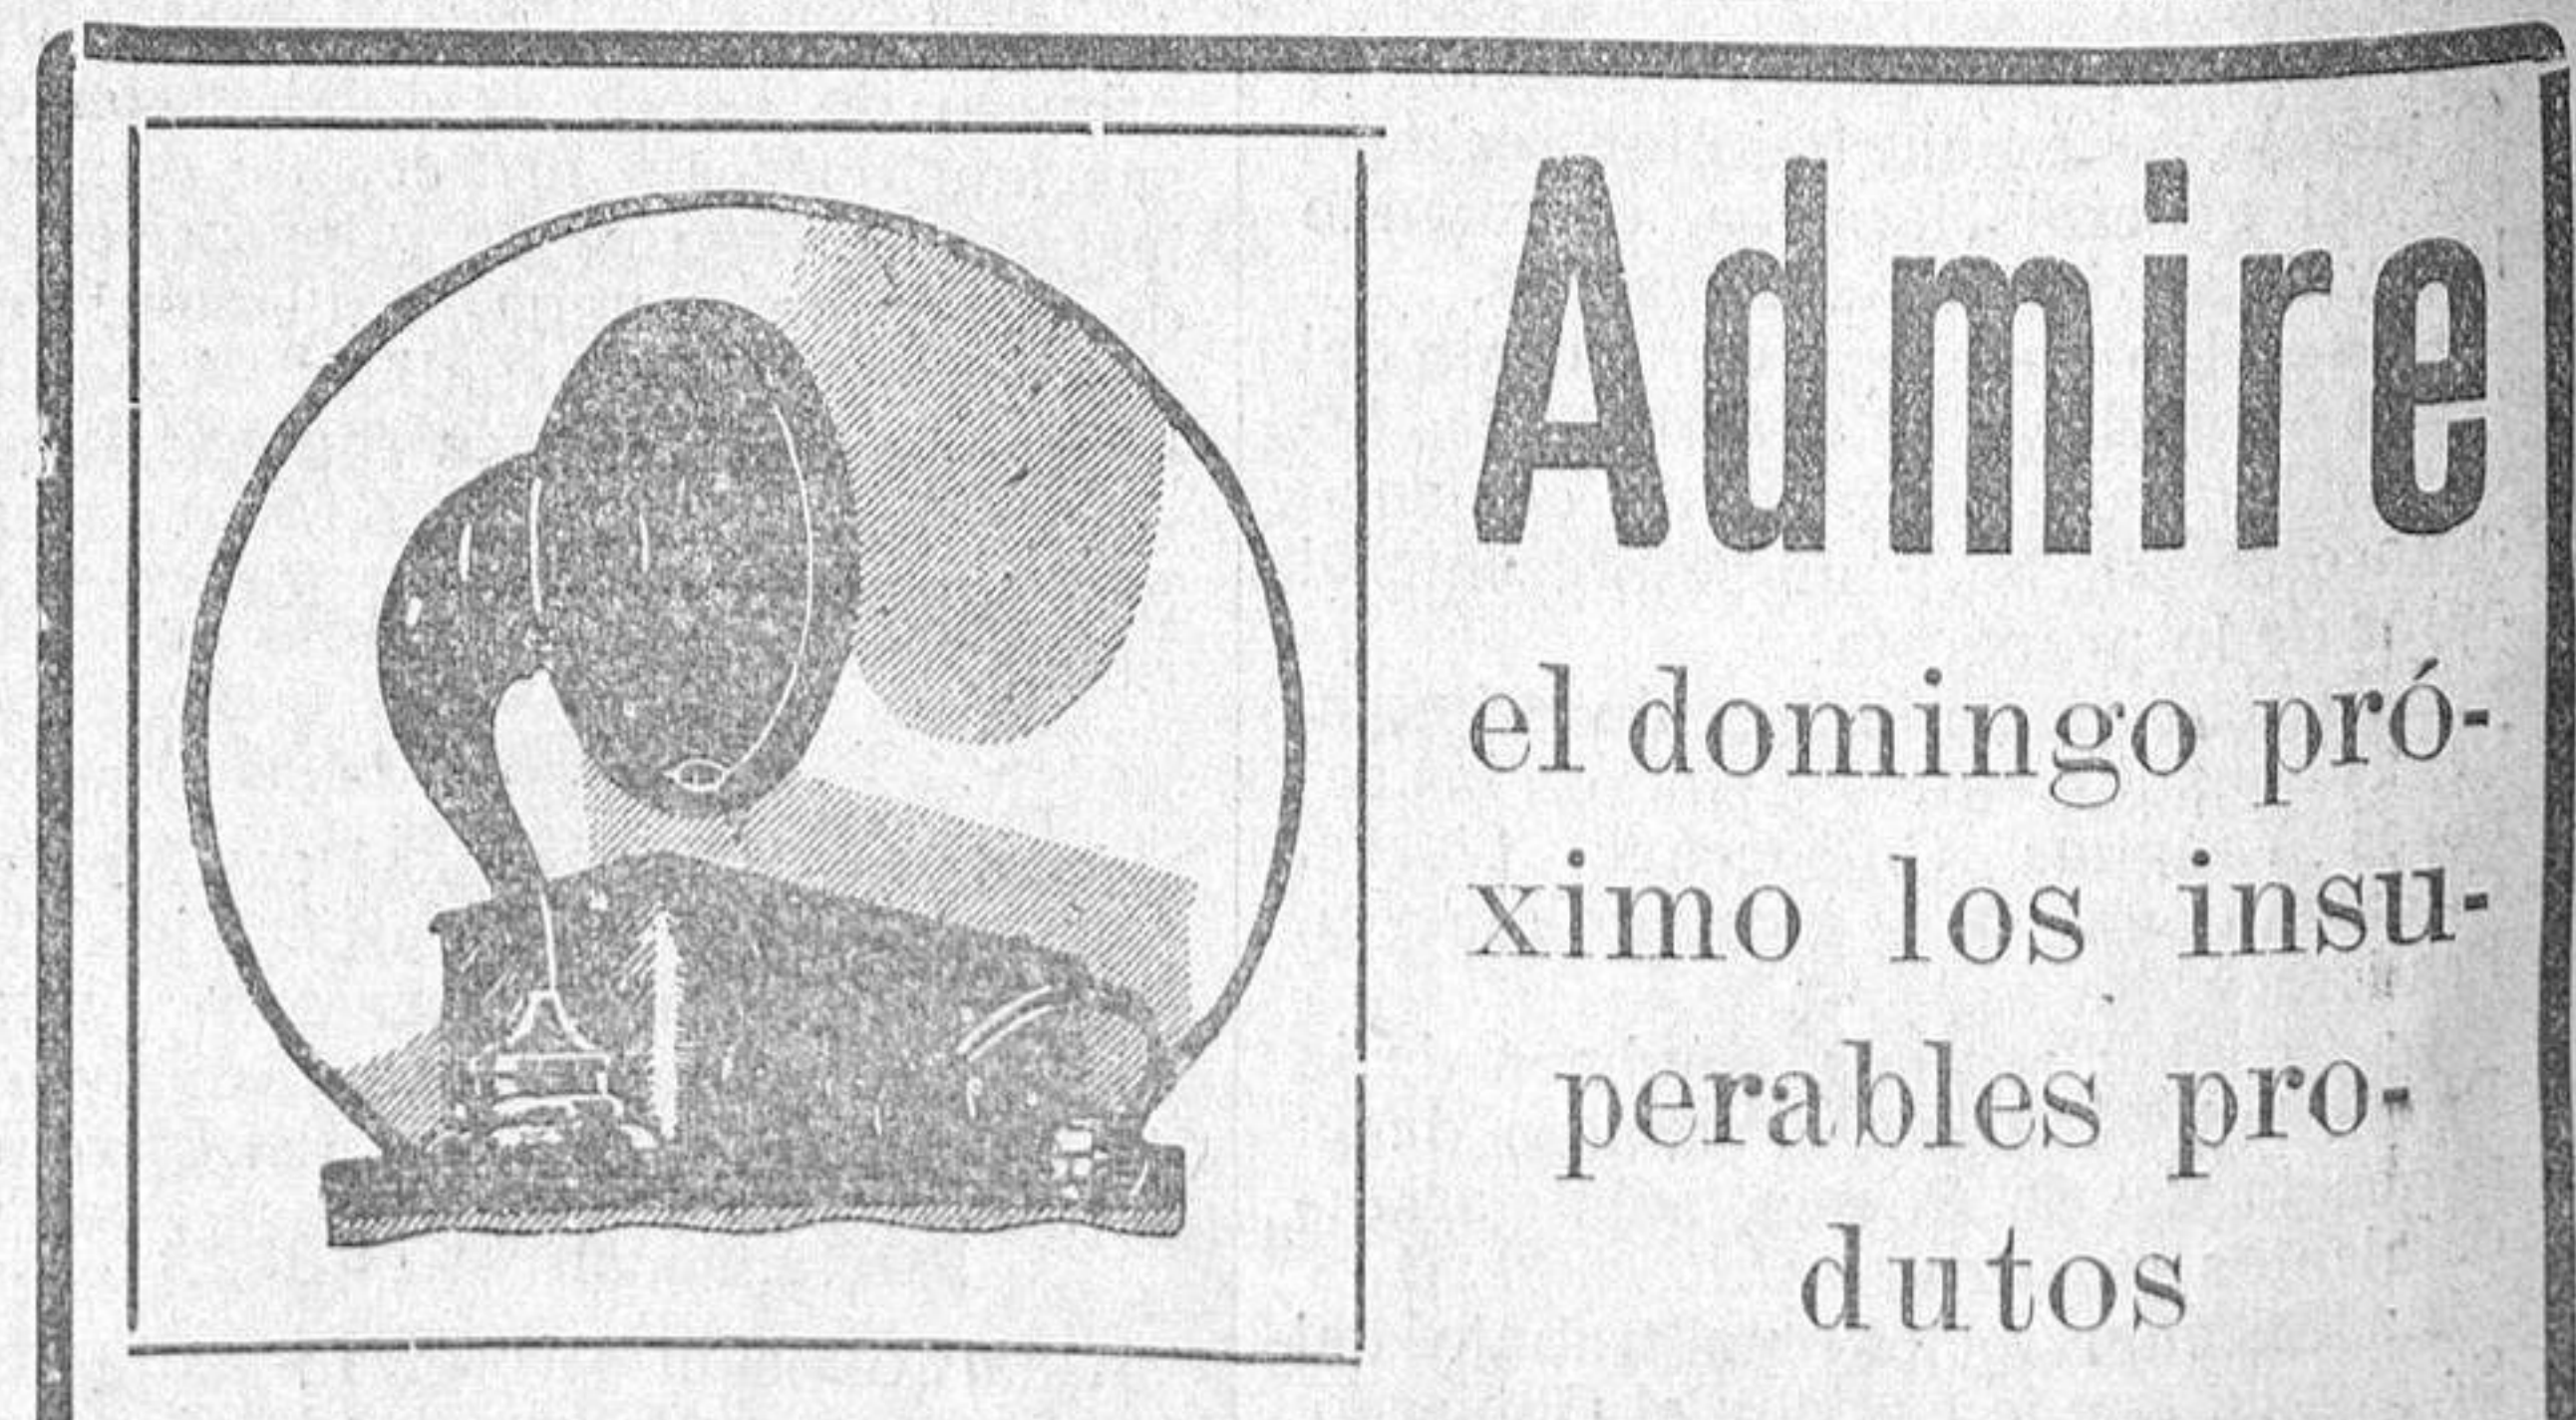 Admire
el domingo pró-
ximo los insu-
perables pro-
dutos